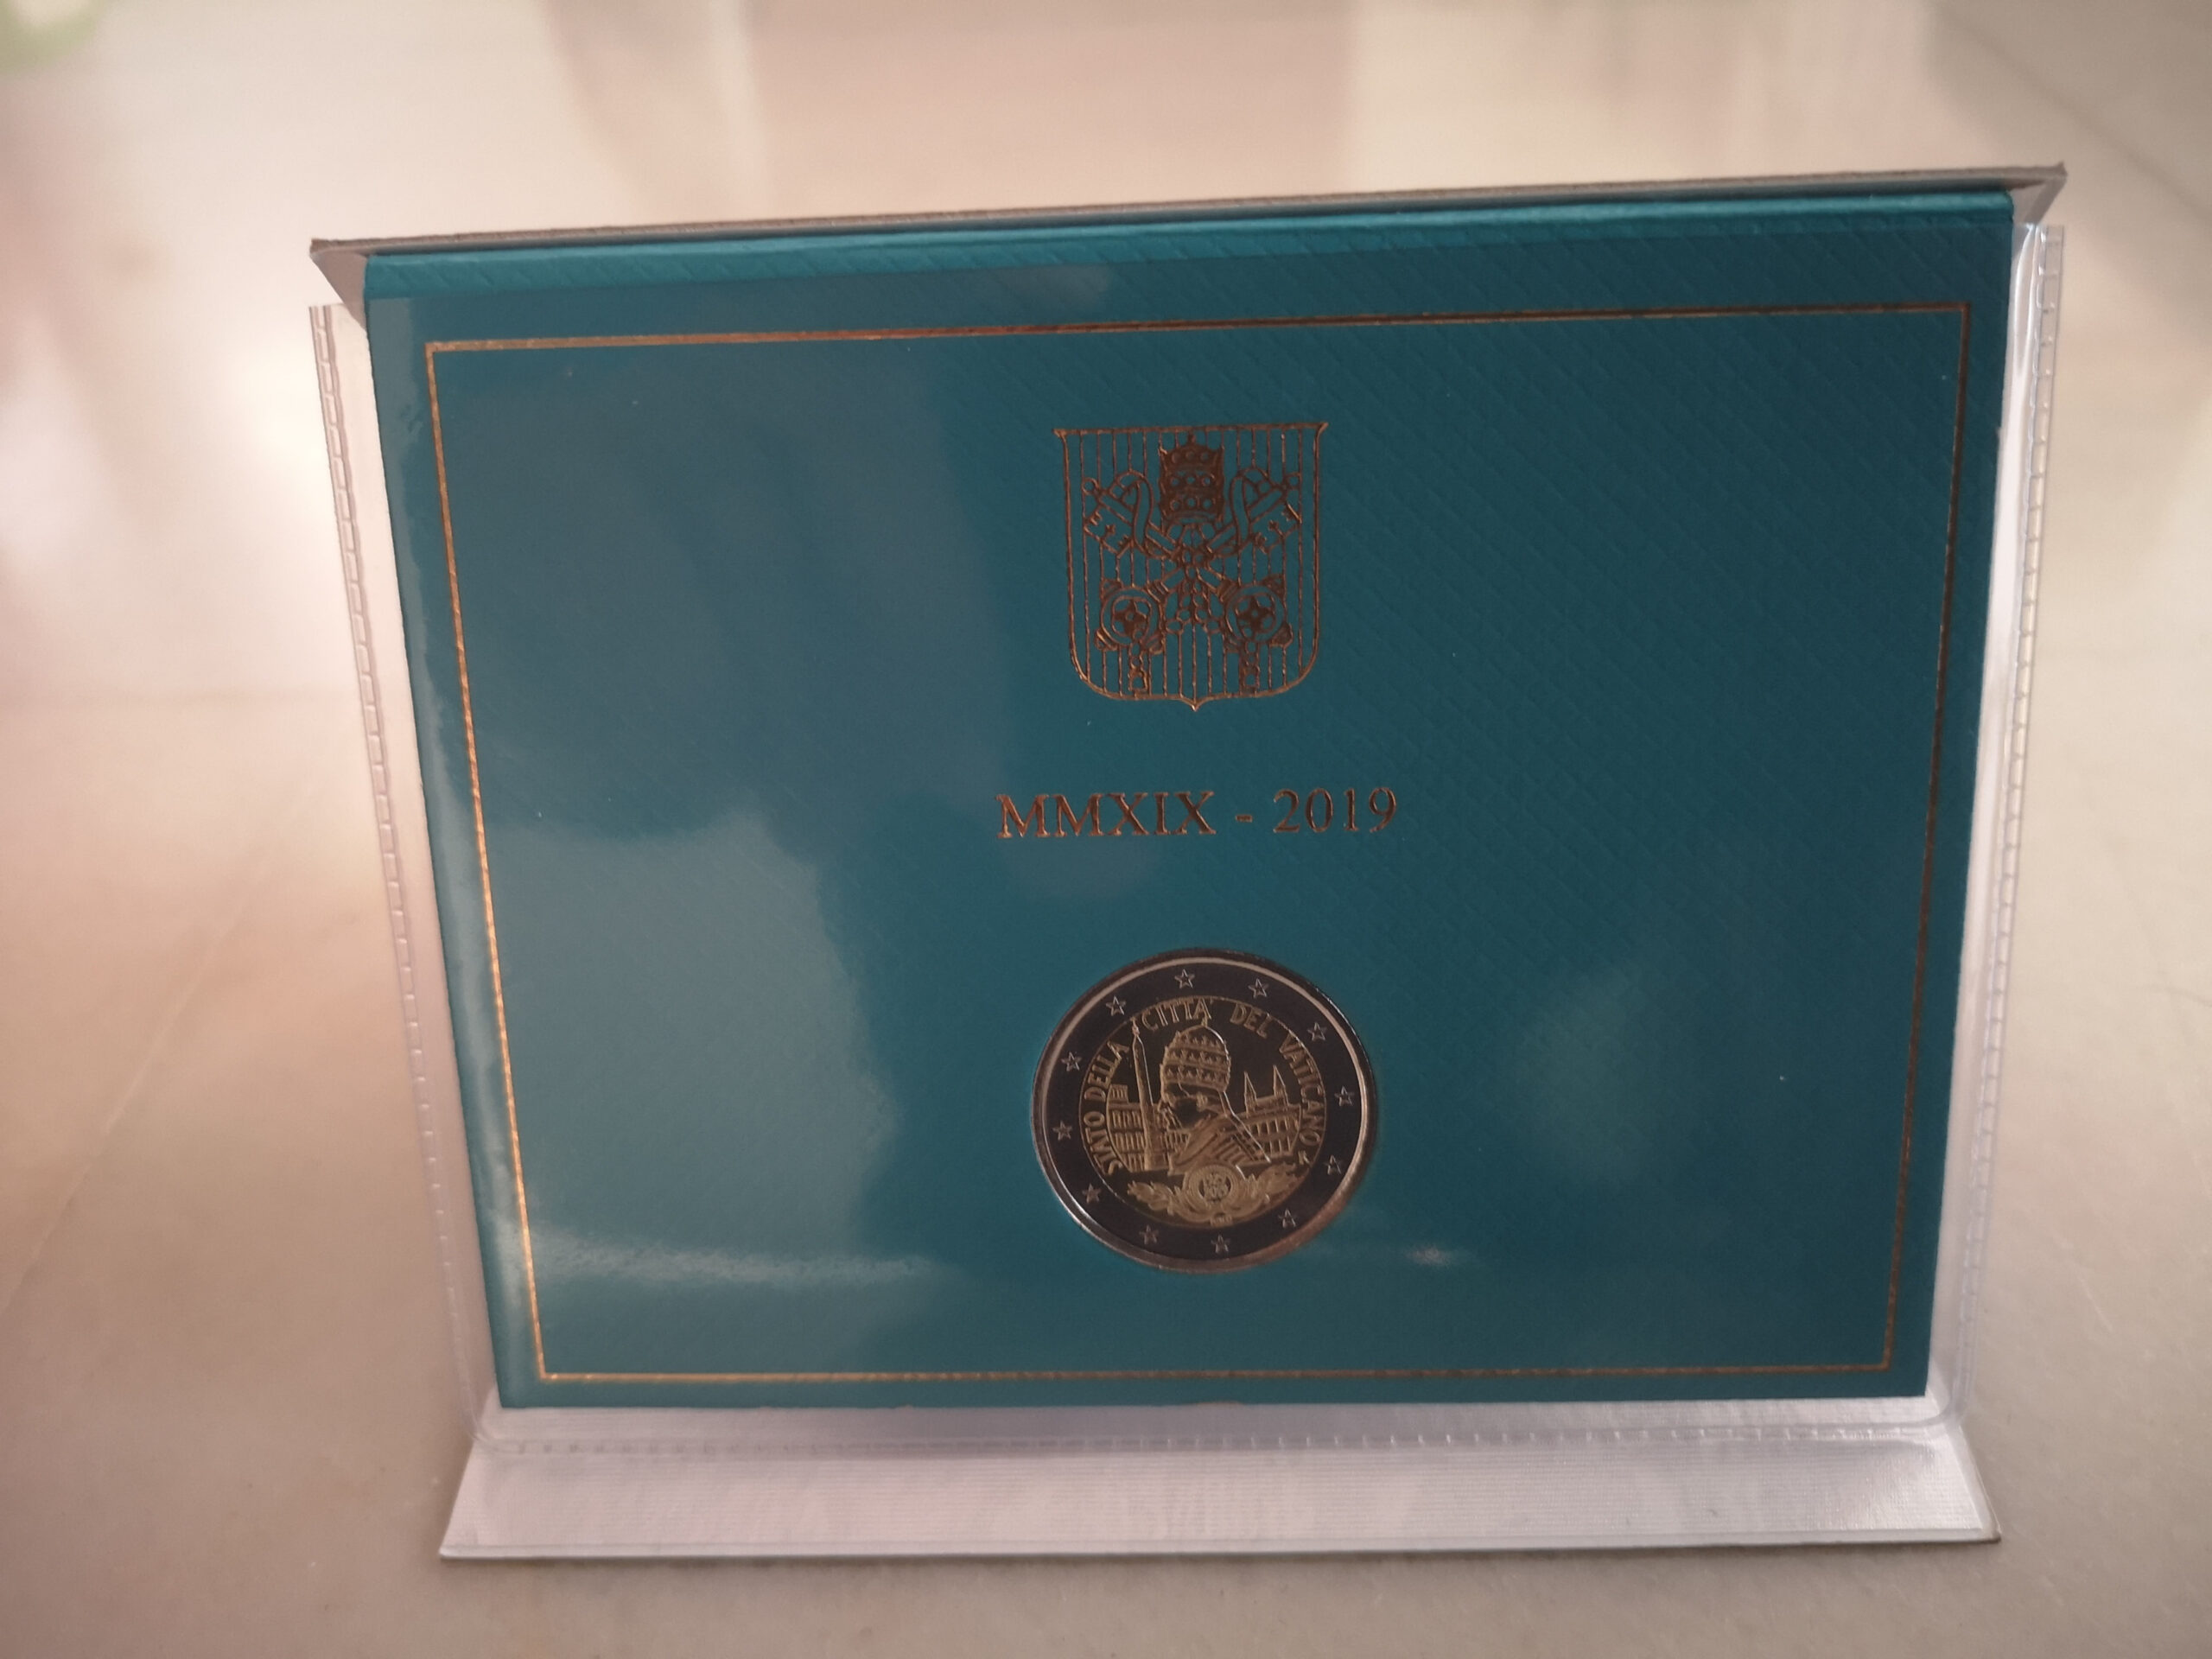 MMXIX - 2019
STATO DELLA CITTA' DEL VATICANO